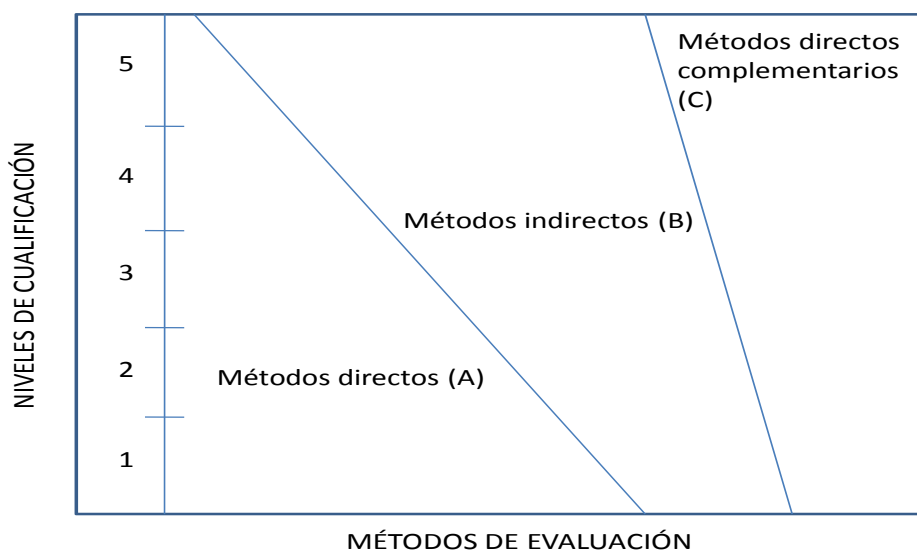 NIVELES DE CUALIFICACIÓN
5
4
3
2
1
Métodos directos
complementarios
(C)
Métodos indirectos (B)
Métodos directos (A)
MÉTODOS DE EVALUACIÓN